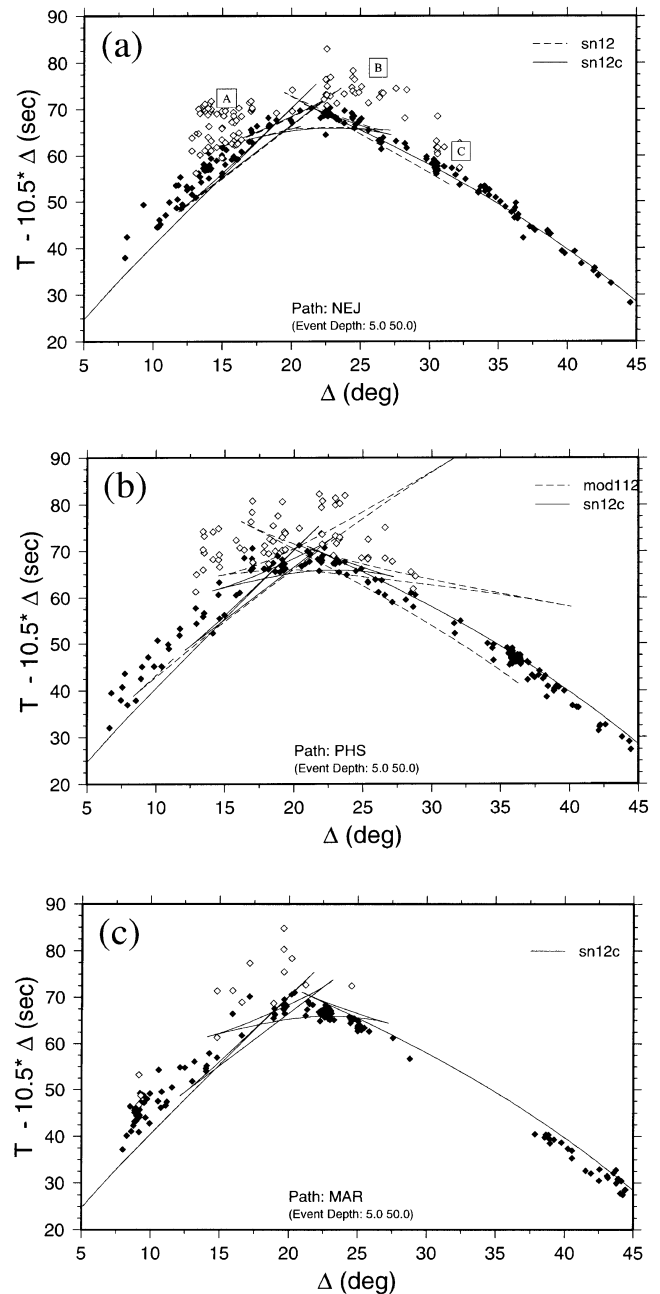 (a)
sn12
sn12c
A
B
C
90
80
70
60
50
40
30
20
T - 10.5* Δ (sec)
Path: NEJ
(Event Depth: 5.0 50.0)
5 10 15 20 25 30 35 40 45
Δ (deg)
(b)
mod112
sn12c
90
80
70
60
50
40
30
20
T - 10.5* Δ (sec)
Path: PHS
(Event Depth: 5.0 50.0)
5 10 15 20 25 30 35 40 45
Δ (deg)
(c)
sn12c
90
80
70
60
50
40
30
20
T - 10.5* Δ (sec)
Path: MAR
(Event Depth: 5.0 50.0)
5 10 15 20 25 30 35 40 45
Δ (deg)